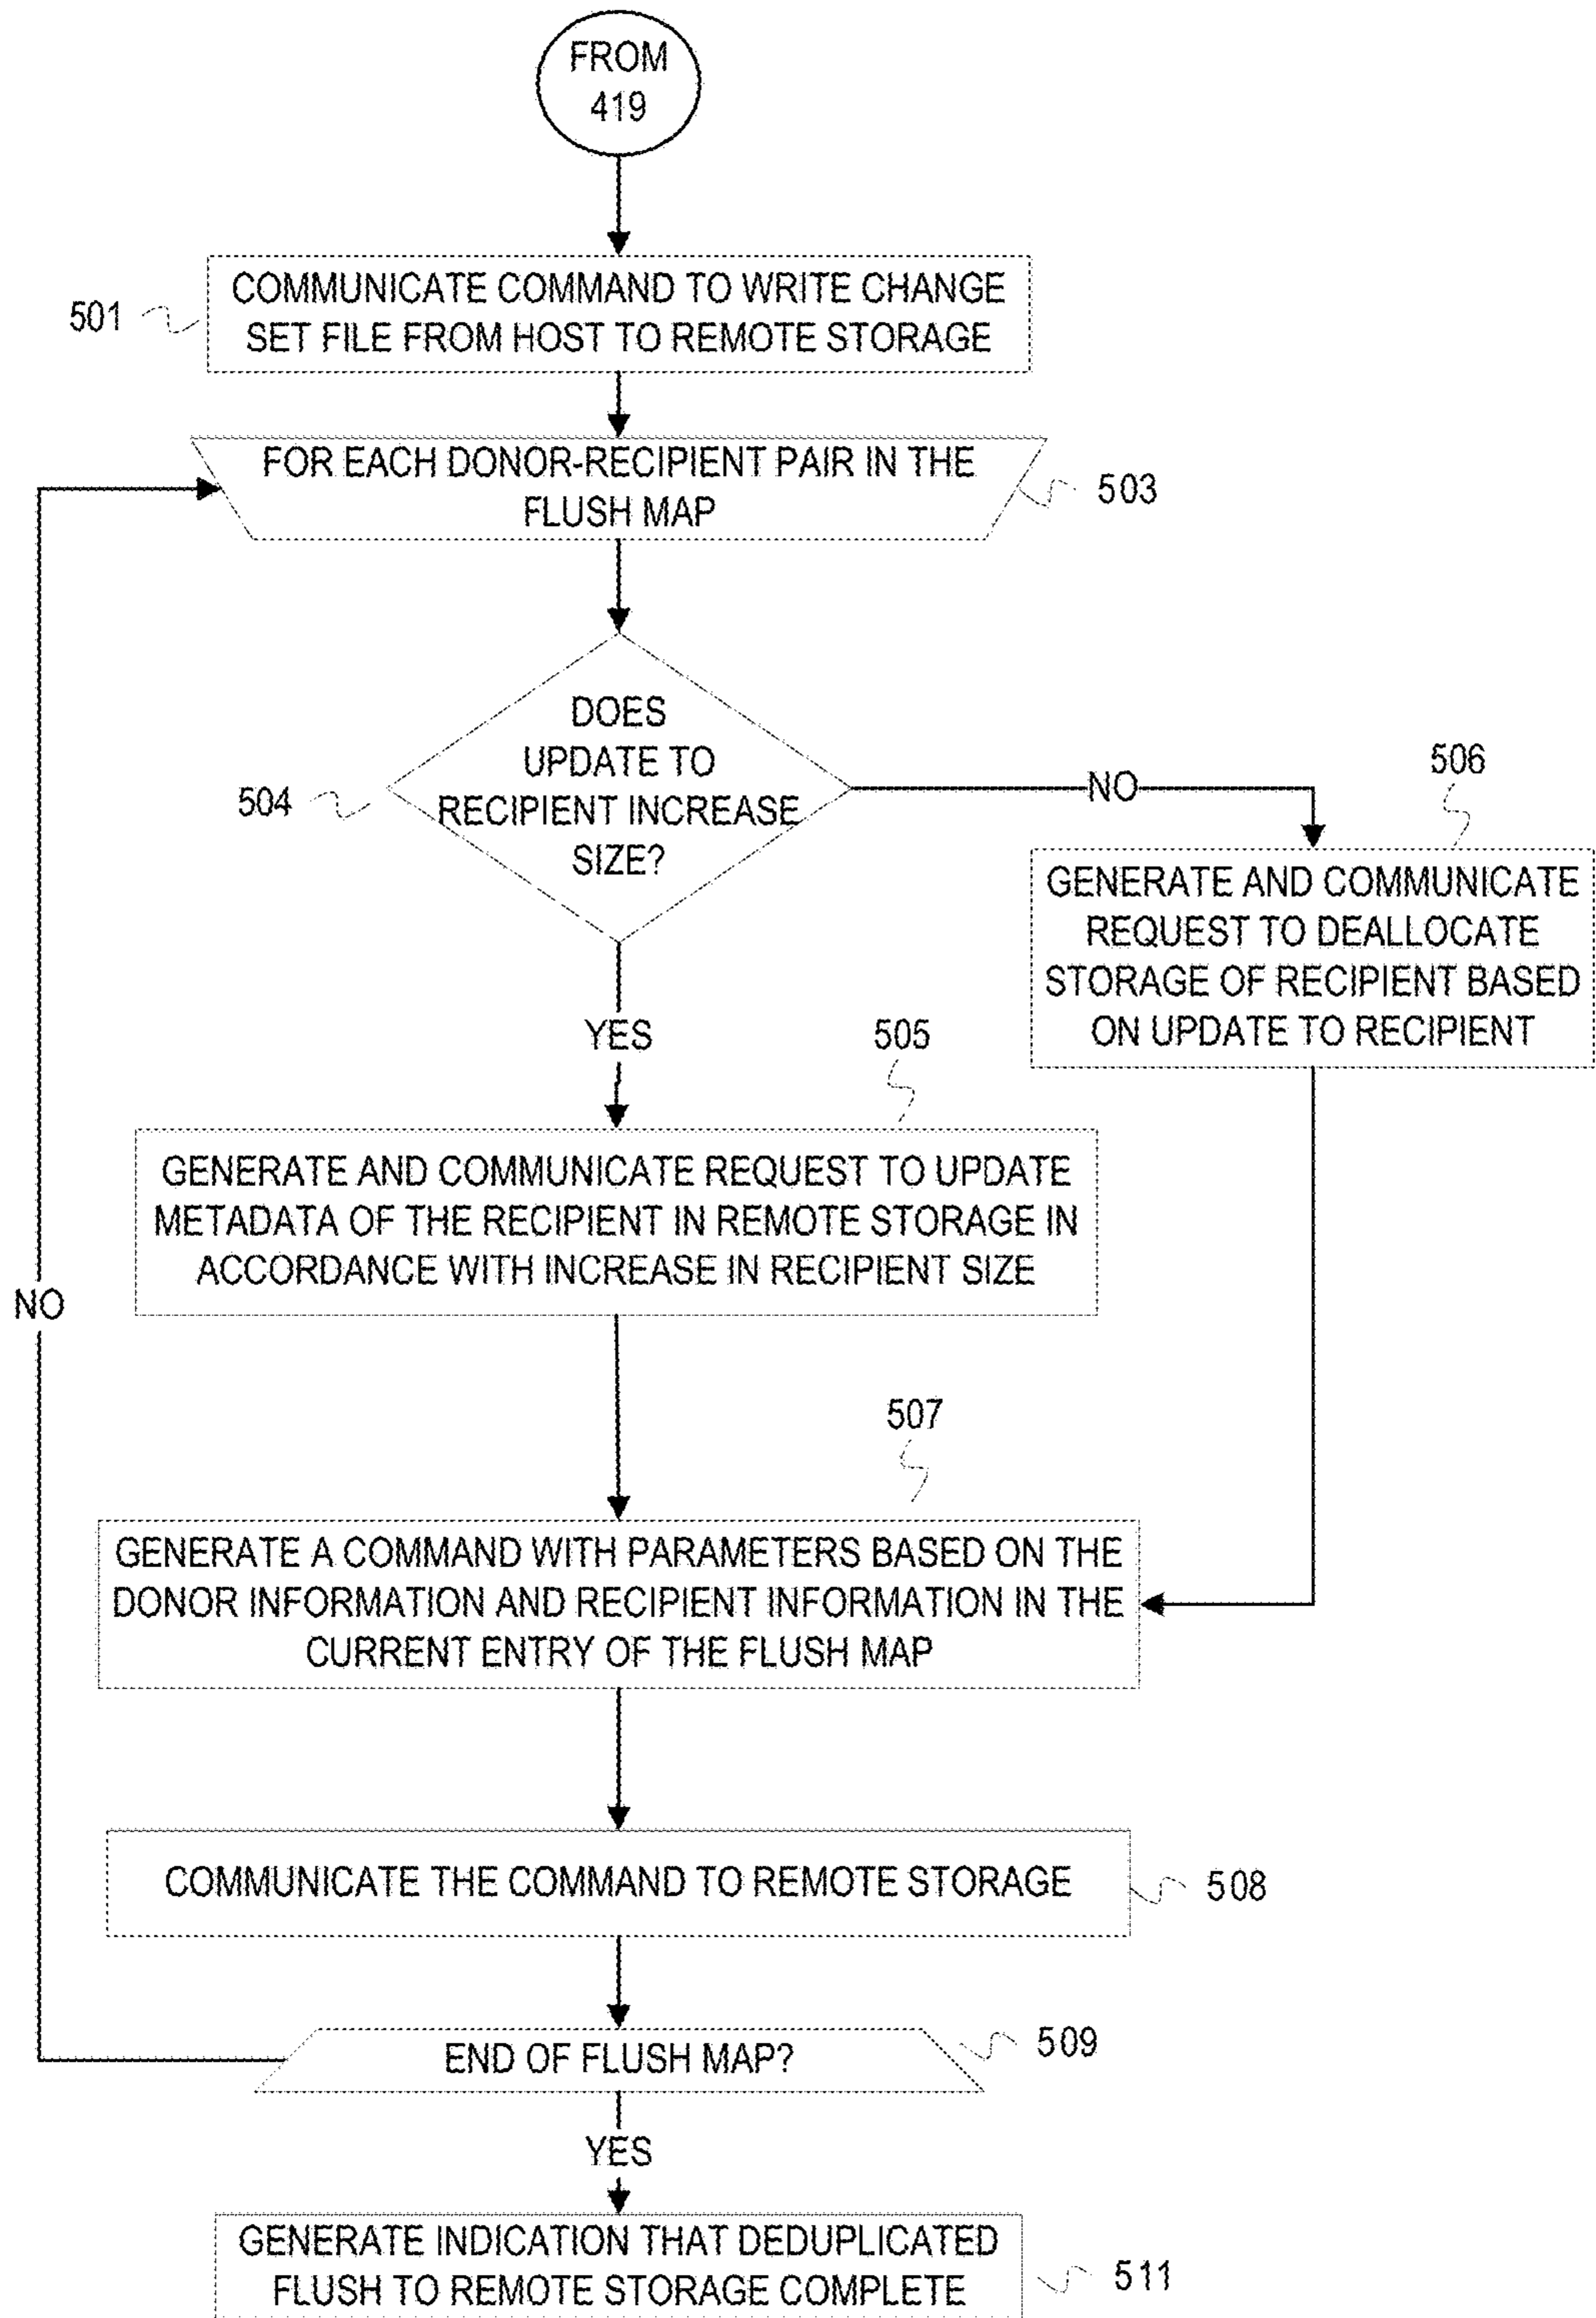 FROM
419
501
COMMUNICATE COMMAND TO WRITE CHANGE
SET FILE FROM HOST TO REMOTE STORAGE
FOR EACH DONOR-RECIPIENT PAIR IN THE
FLUSH MAP
503
DOES
UPDATE TO
RECIPIENT INCREASE
SIZE?
504
NO
506
GENERATE AND COMMUNICATE
REQUEST TO DEALLOCATE
STORAGE OF RECIPIENT BASED
ON UPDATE TO RECIPIENT
YES
505
GENERATE AND COMMUNICATE REQUEST TO UPDATE
METADATA OF THE RECIPIENT IN REMOTE STORAGE IN
ACCORDANCE WITH INCREASE IN RECIPIENT SIZE
NO
507
GENERATE A COMMAND WITH PARAMETERS BASED ON THE
DONOR INFORMATION AND RECIPIENT INFORMATION IN THE
CURRENT ENTRY OF THE FLUSH MAP
COMMUNICATE THE COMMAND TO REMOTE STORAGE
508
END OF FLUSH MAP?
509
YES
GENERATE INDICATION THAT DEDUPLICATED
FLUSH TO REMOTE STORAGE COMPLETE
511